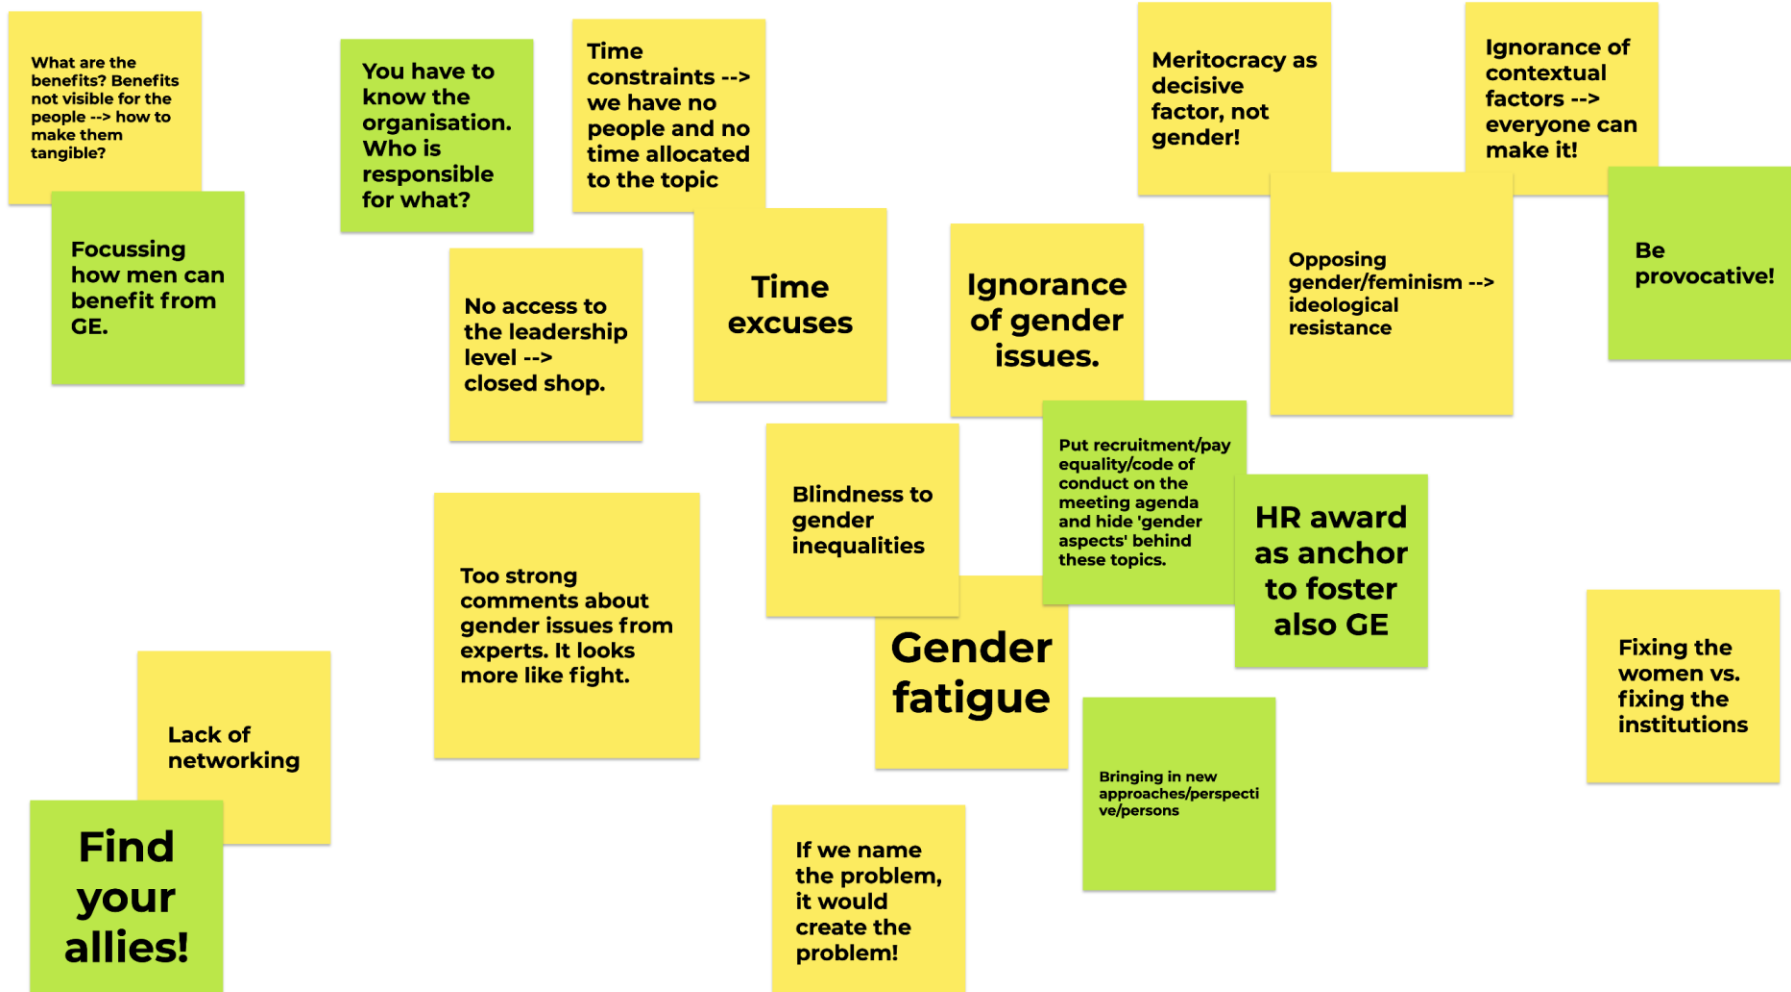 What are the
benefits? Benefits
not visible for the
people --> how to
make them
tangible?
Focussing
how men can
benefit from
GE.
You have to
know the
organisation.
Who is
responsible
for what?
Time
constraints -->
we have no
people and no
time allocated
to the topic
Time
excuses
No access to
the leadership
level -->
closed shop.
Meritocracy as
decisive
factor, not
gender!
Ignorance of
contextual
factors -->
everyone can
make it!
Be
provocative!
Opposing
gender/feminism -->
ideological
resistance
Ignorance
of gender
issues.
Put recruitment/pay
equality/code of
conduct on the
meeting agenda
and hide 'gender
aspects' behind
these topics.
HR award
as anchor
to foster
also GE
Blindness to
gender
inequalities
Gender
fatigue
Too strong
comments about
gender issues from
experts. It looks
more like fight.
Bringing in new
approaches/perspecti
ve/persons
Fixing the
women vs.
fixing the
institutions
Lack of
networking
Find
your
allies!
If we name
the problem,
it would
create the
problem!